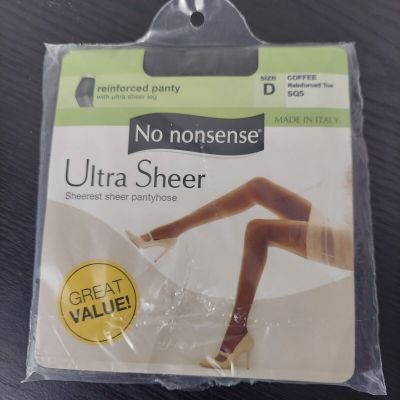 reinforced panty
with ultra sheer leg
size
D
COFFEE
Reinforced Toe
SQ5
No nonsense®
MADE IN ITALY
Ultra Sheer
Sheerest sheer pantyhose
GREAT
VALUE!